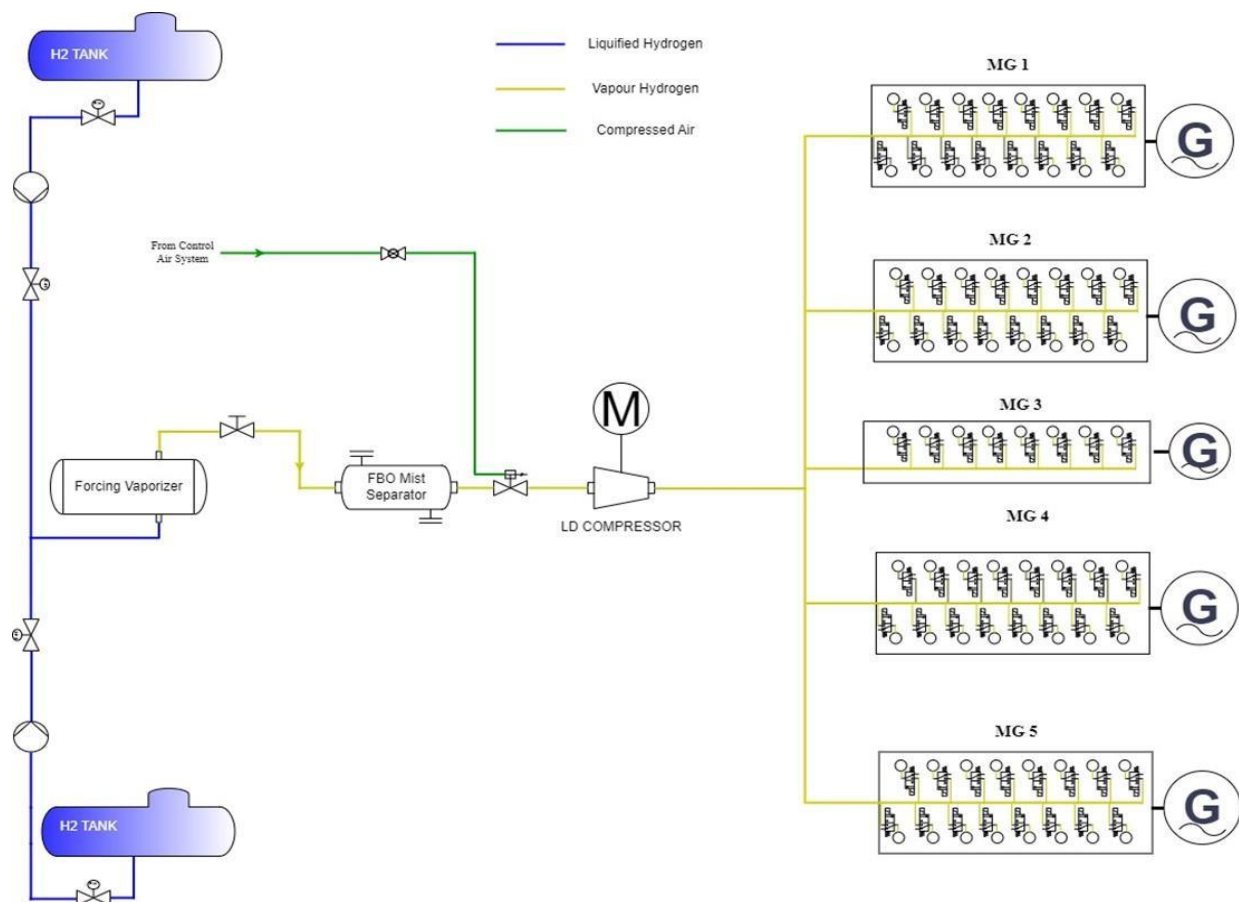 H2 TANK
Liquified Hydrogen
Vapour Hydrogen
Compressed Air
MG 1
G
From Control
Air System
MG 2
G
M
MG 3
G
Forcing Vaporizer
FBO Mist
Separator
LD COMPRESSOR
MG 4
G
MG 5
G
H2 TANK